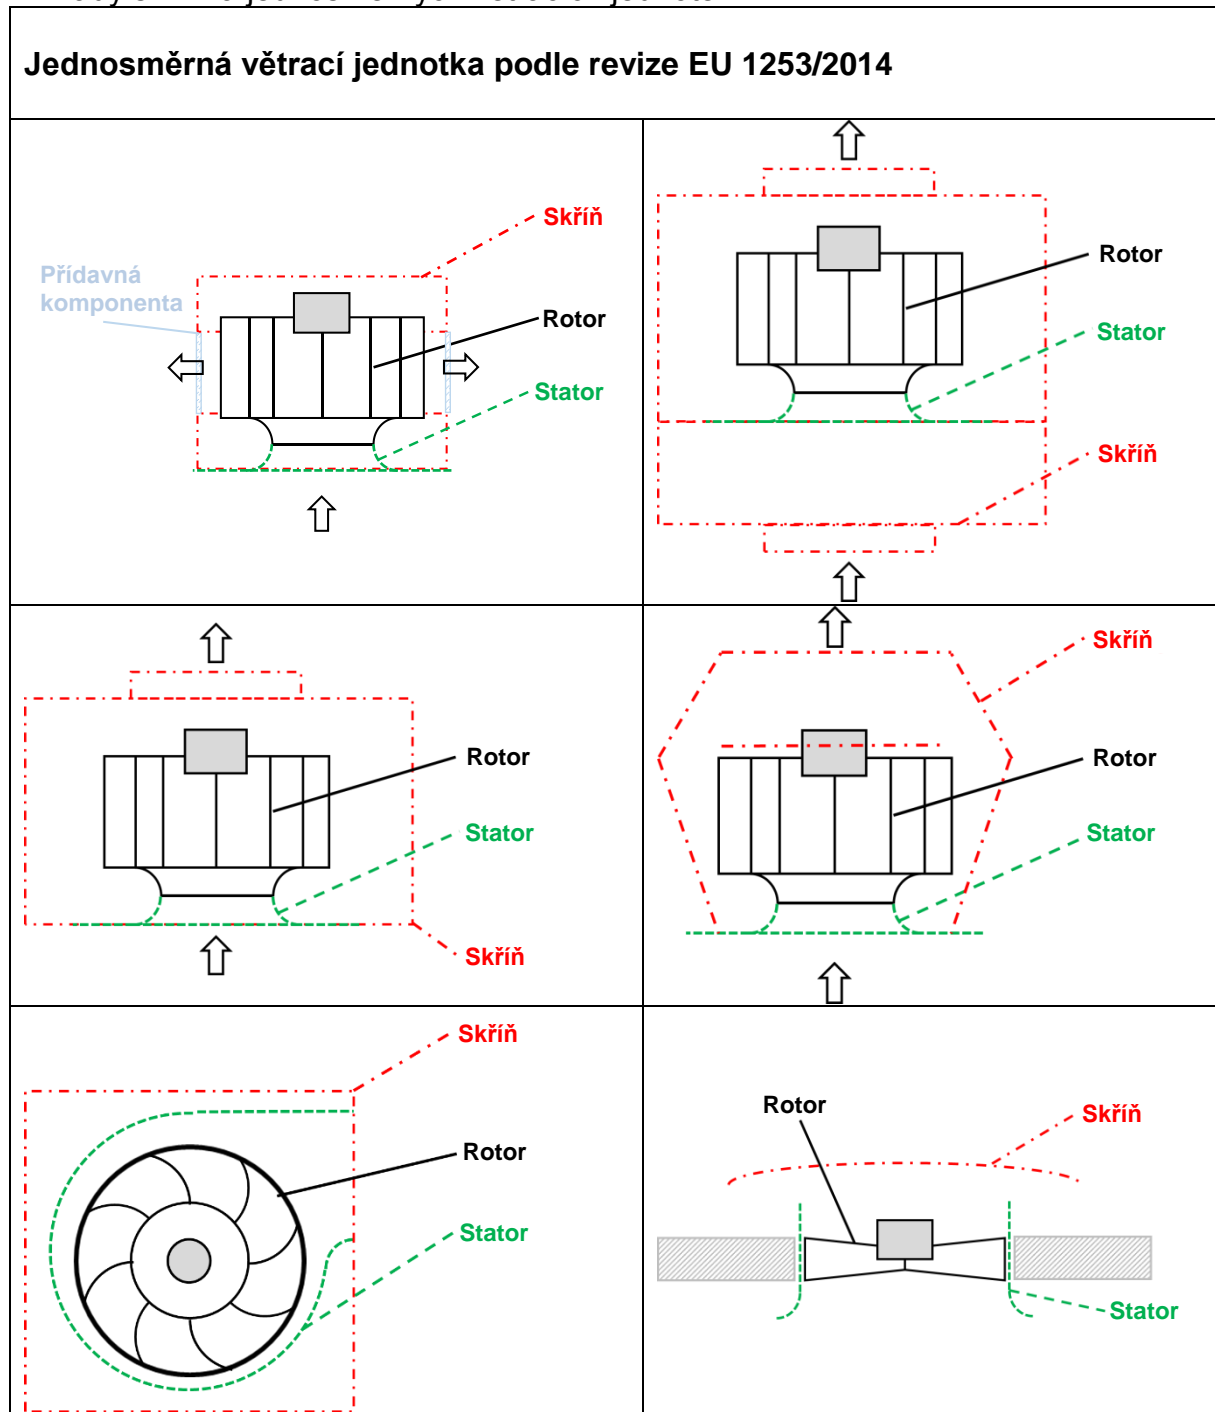 Jednosměrná větrací jednotka podle revize EU 1253/2014
Skříň
Přídavná
komponenta
Rotor
Stator
Rotor
Stator
Skříň
Rotor
Stator
Skříň
Skříň
Rotor
Stator
Skříň
Rotor
Stator
Rotor
Skříň
Stator